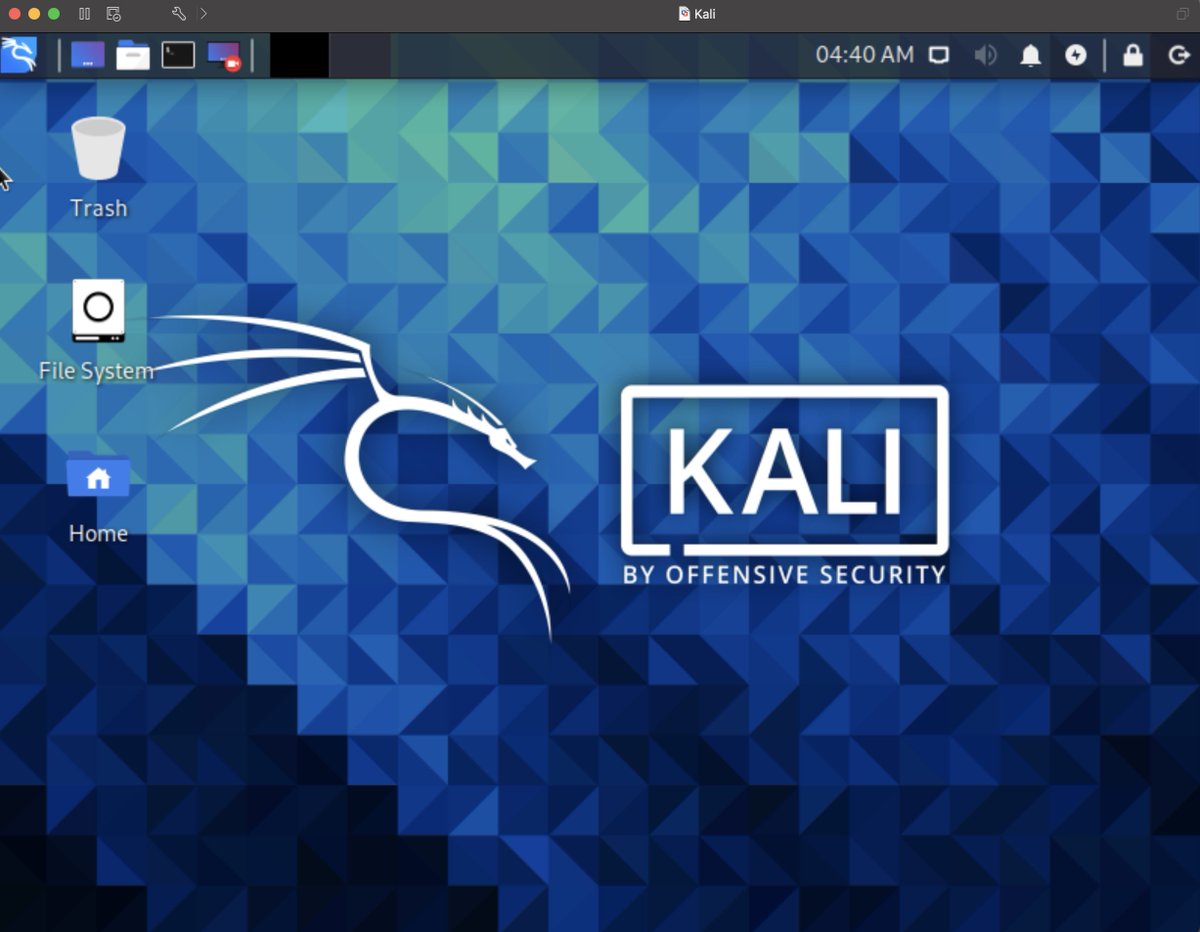 Kali
04:40 AM
Trash
File System
Home
KALI
BY OFFENSIVE SECURITY